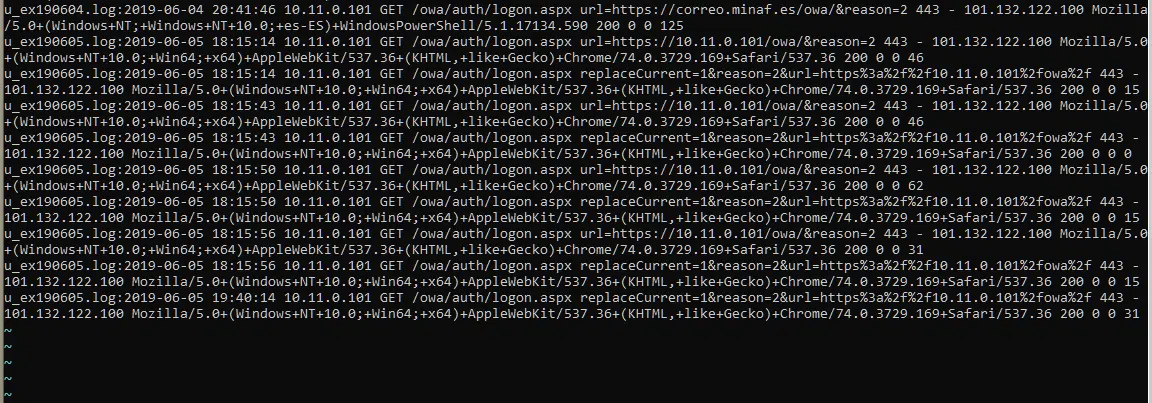 u_ex190604.log:2019-06-04 20:41:46 10.11.0.101 GET /owa/auth/logon.aspx url=https://correo.minaf.es/owa/&reason=2 443 - 101.132.122.100 Mozilla
/5.0+(Windows+NT;+Windows+NT+10.0;+es-ES)+WindowsPowerShell/5.1.17134.590 200 0 0 125
u_ex190605.log:2019-06-05 18:15:14 10.11.0.101 GET /owa/auth/logon.aspx url=https://10.11.0.101/owa/&reason=2 443 - 101.132.122.100 Mozilla/5.0
+(Windows+NT+10.0;+Win64;+x64)+AppleWebKit/537.36+(KHTML,+like+Gecko)+Chrome/74.0.3729.169+Safari/537.36 200 0 0 46
u_ex190605.log:2019-06-05 18:15:14 10.11.0.101 GET /owa/auth/logon.aspx replaceCurrent=1&reason=2&url=https%3a%2f%2f10.11.0.101%2fowa%2f 443 -
101.132.122.100 Mozilla/5.0+(Windows+NT+10.0;+Win64;+x64)+AppleWebKit/537.36+(KHTML,+like+Gecko)+Chrome/74.0.3729.169+Safari/537.36 200 0 0 15
u_ex190605.log:2019-06-05 18:15:43 10.11.0.101 GET /owa/auth/logon.aspx url=https://10.11.0.101/owa/&reason=2 443 - 101.132.122.100 Mozilla/5.0
+(Windows+NT+10.0;+Win64;+x64)+AppleWebKit/537.36+(KHTML,+like+Gecko)+Chrome/74.0.3729.169+Safari/537.36 200 0 0 46
u_ex190605.log:2019-06-05 18:15:43 10.11.0.101 GET /owa/auth/logon.aspx replaceCurrent=1&reason=2&url=https%3a%2f%2f10.11.0.101%2fowa%2f 443 -
101.132.122.100 Mozilla/5.0+(Windows+NT+10.0;+Win64;+x64)+AppleWebKit/537.36+(KHTML,+like+Gecko)+Chrome/74.0.3729.169+Safari/537.36 200 0 0 0
u_ex190605.log:2019-06-05 18:15:50 10.11.0.101 GET /owa/auth/logon.aspx url=https://10.11.0.101/owa/&reason=2 443 - 101.132.122.100 Mozilla/5.0
+(Windows+NT+10.0;+Win64;+x64)+AppleWebKit/537.36+(KHTML,+like+Gecko)+Chrome/74.0.3729.169+Safari/537.36 200 0 0 62
u_ex190605.log:2019-06-05 18:15:50 10.11.0.101 GET /owa/auth/logon.aspx replaceCurrent=1&reason=2&url=https%3a%2f%2f10.11.0.101%2fowa%2f 443 -
101.132.122.100 Mozilla/5.0+(Windows+NT+10.0;+Win64;+x64)+AppleWebKit/537.36+(KHTML,+like+Gecko)+Chrome/74.0.3729.169+Safari/537.36 200 0 0 15
u_ex190605.log:2019-06-05 18:15:56 10.11.0.101 GET /owa/auth/logon.aspx url=https://10.11.0.101/owa/&reason=2 443 - 101.132.122.100 Mozilla/5.0
+(Windows+NT+10.0;+Win64;+x64)+AppleWebKit/537.36+(KHTML,+like+Gecko)+Chrome/74.0.3729.169+Safari/537.36 200 0 0 31
u_ex190605.log:2019-06-05 18:15:56 10.11.0.101 GET /owa/auth/logon.aspx replaceCurrent=1&reason=2&url=https%3a%2f%2f10.11.0.101%2fowa%2f 443 -
101.132.122.100 Mozilla/5.0+(Windows+NT+10.0;+Win64;+x64)+AppleWebKit/537.36+(KHTML,+like+Gecko)+Chrome/74.0.3729.169+Safari/537.36 200 0 0 15
u_ex190605.log:2019-06-05 19:40:14 10.11.0.101 GET /owa/auth/logon.aspx replaceCurrent=1&reason=2&url=https%3a%2f%2f10.11.0.101%2fowa%2f 443 -
101.132.122.100 Mozilla/5.0+(Windows+NT+10.0;+Win64;+x64)+AppleWebKit/537.36+(KHTML,+like+Gecko)+Chrome/74.0.3729.169+Safari/537.36 200 0 0 31
~
~
~
~
~